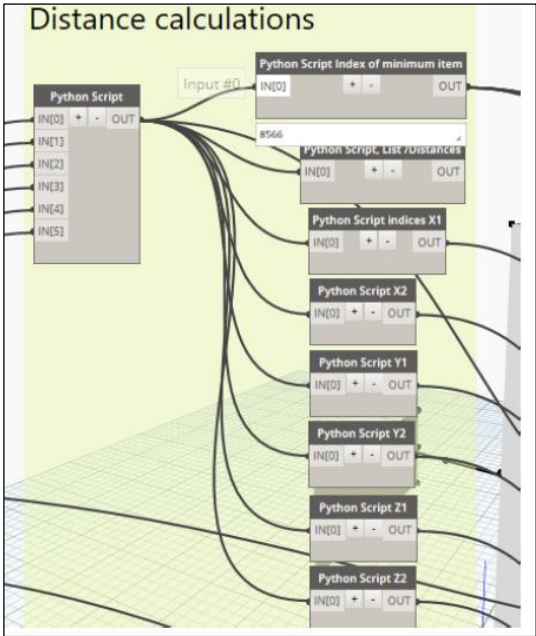 Distance calculations
Python Script Index of minimum item
Input #0
IN[0] + - OUT
Python Script
IN[0] + - OUT
IN[1]
IN[2]
IN[3]
IN[4]
IN[5]
8566
Python Script, List /Distances
IN[0] + - OUT
Python Script indices X1
IN[0] + - OUT
Python Script X2
IN[0] + - OUT
Python Script Y1
IN[0] + - OUT
Python Script Y2
IN[0] + - OUT
Python Script Z1
IN[0] + - OUT
Python Script Z2
IN[0] + - OUT